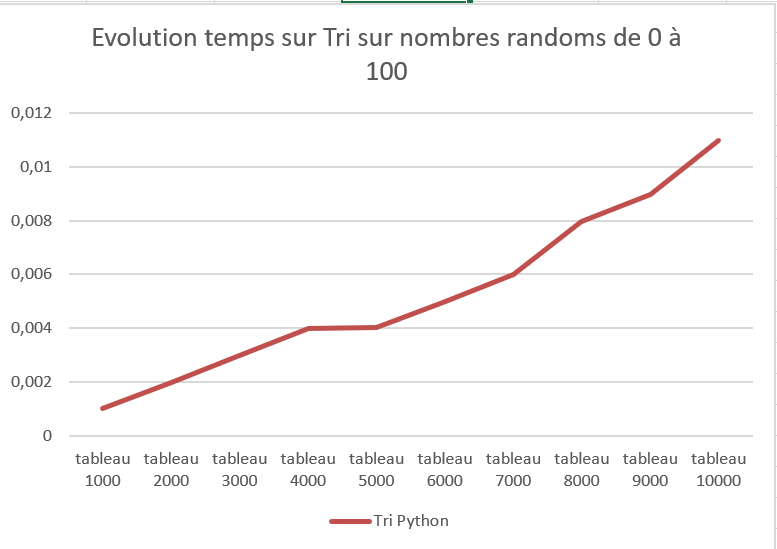 Evolution temps sur Tri sur nombres randoms de 0 à
100
0,012
0,01
0,008
0,006
0,004
0,002
0
tableau tableau tableau tableau tableau tableau tableau tableau tableau tableau
1000 2000 3000 4000 5000 6000 7000 8000 9000 10000
Tri Python